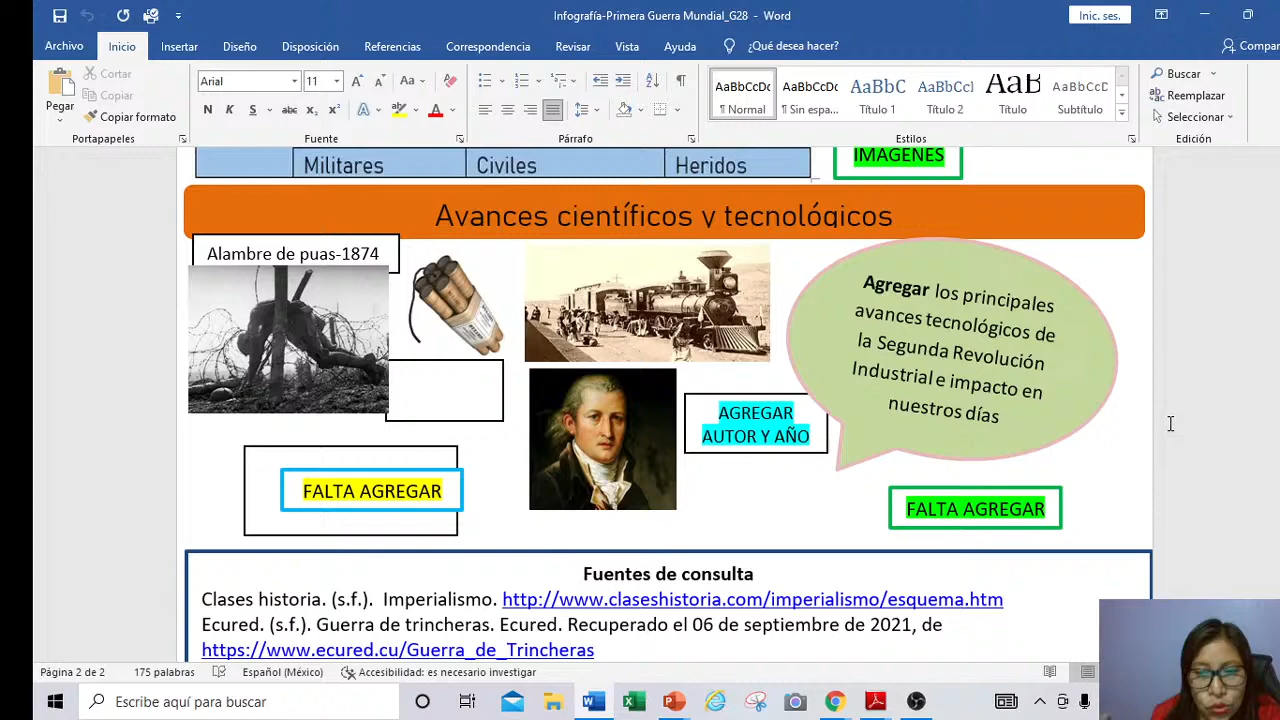 Infografía-Primera Guerra Mundial_G28 - Word
Inic. ses.
Archivo Inicio Insertar Diseño Disposición Referencias Correspondencia Revisar Vista Ayuda ¿Qué desea hacer?
Pegar
Cortar
Copiar
Copiar formato
Portapapeles
Arial 11
Aa
N K S abc x₂ x²
Fuente
Párrafo
AaBbCcDc AaBbCcDc AaBbC AaBbCcl AaB AaBbCcD
¶ Normal ¶ Sin espa... Título 1 Título 2 Título Subtítulo
Estilos
Buscar
Reemplazar
Seleccionar
Edición
Militares Civiles Heridos
IMÁGENES
Avances científicos y tecnológicos
Alambre de puas-1874
AGREGAR
AUTOR Y AÑO
Agregar los principales
avances tecnológicos de
la Segunda Revolución
Industrial e impacto en
nuestros días
FALTA AGREGAR
FALTA AGREGAR
Fuentes de consulta
Clases historia. (s.f.). Imperialismo. http://www.claseshistoria.com/imperialismo/esquema.htm
Ecured. (s.f.). Guerra de trincheras. Ecured. Recuperado el 06 de septiembre de 2021, de
https://www.ecured.cu/Guerra_de_Trincheras
Página 2 de 2 175 palabras Español (México) Accesibilidad: es necesario investigar
Escribe aquí para buscar